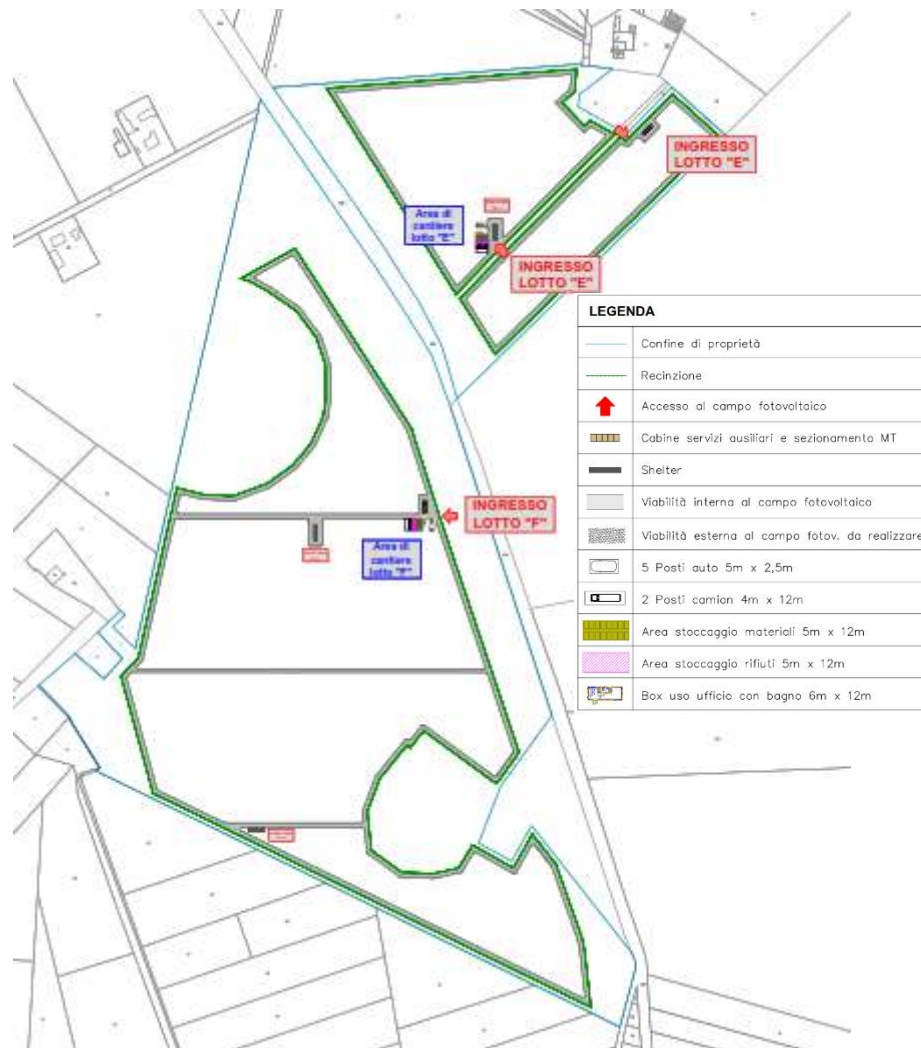 INGRESSO
LOTTO "E"
Area di
cantiere
lotto "E"
INGRESSO
LOTTO "E"
LEGENDA
Confine di proprietà
Recinzione
Accesso al campo fotovoltaico
Cabine servizi ausiliari e sezionamento MT
Shelter
Viabilità interna al campo fotovoltaico
Viabilità esterna al campo fotov. da realizzare
5 Posti auto 5m x 2,5m
2 Posti camion 4m x 12m
Area stoccaggio materiali 5m x 12m
Area stoccaggio rifiuti 5m x 12m
Box uso ufficio con bagno 6m x 12m
INGRESSO
LOTTO "F"
Area di
cantiere
lotto "F"